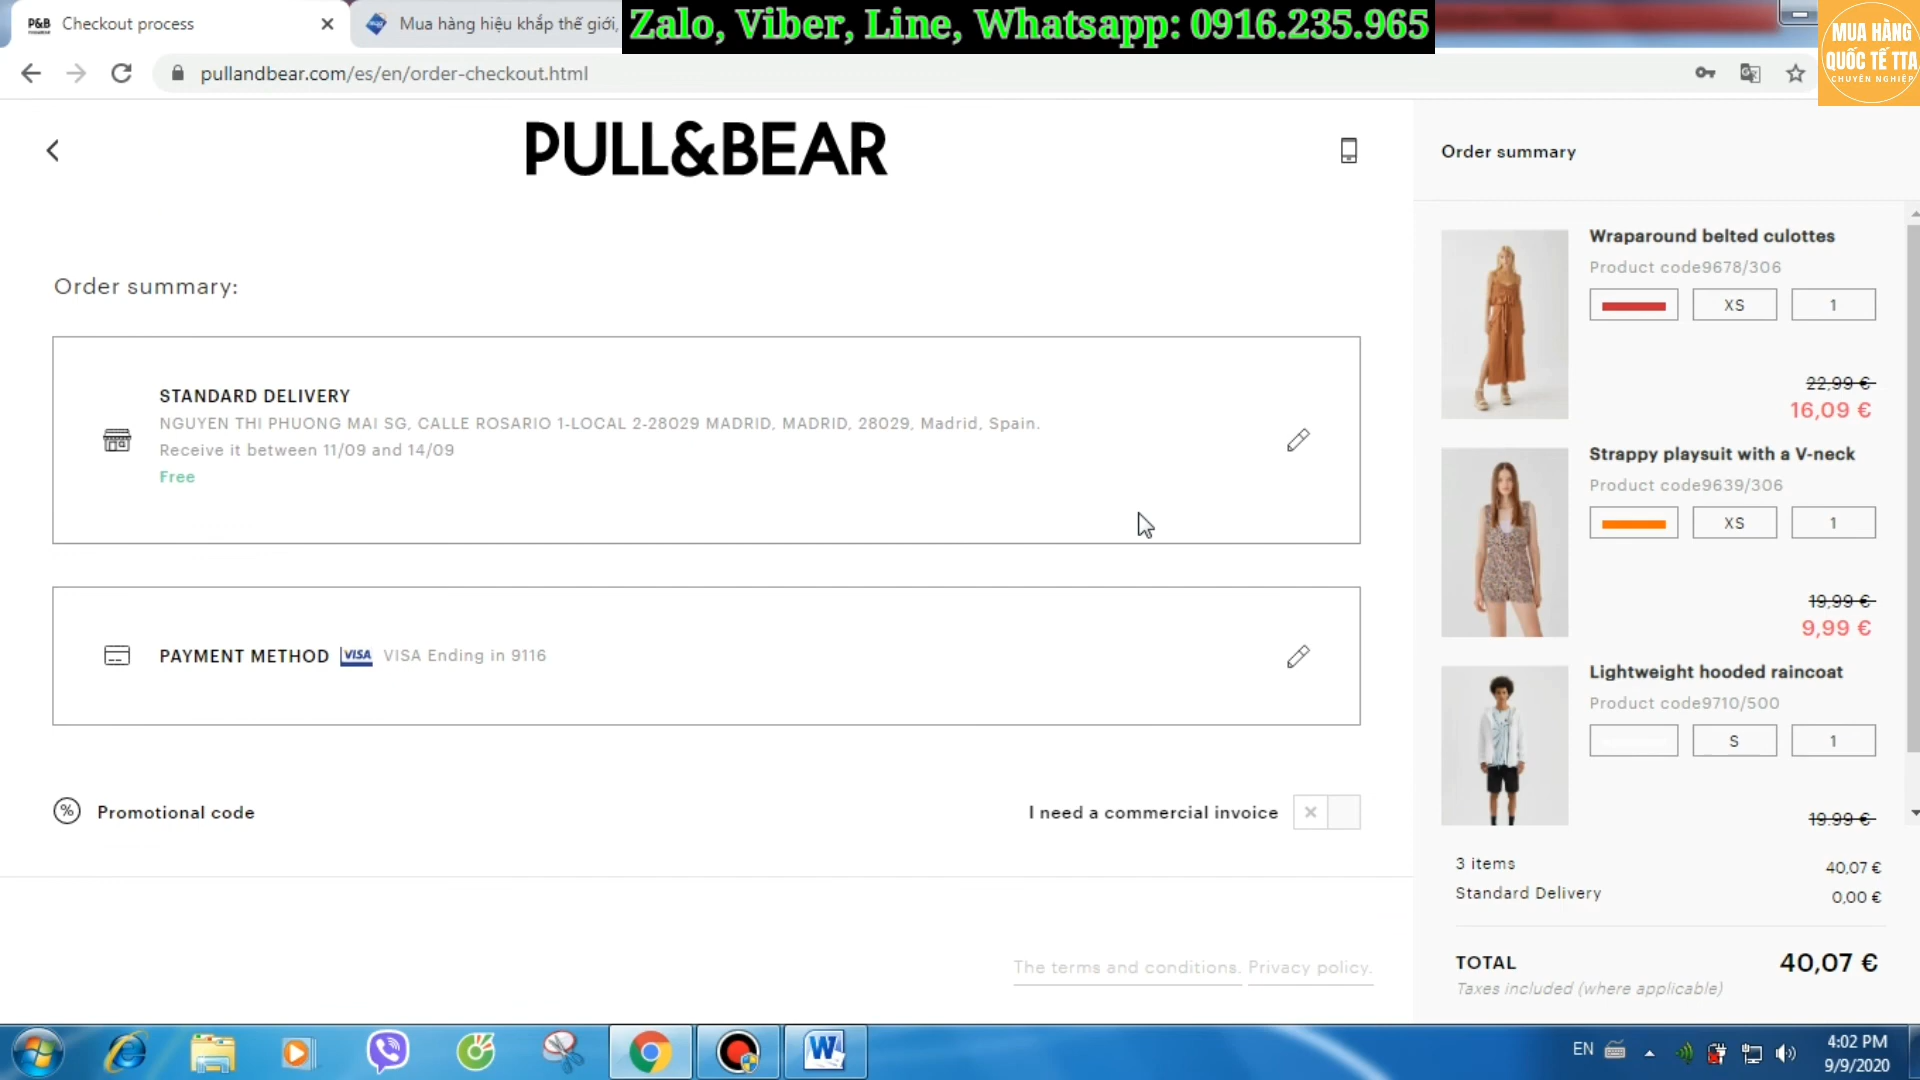 P&B
Checkout process
Mua hàng hiệu khắp thế giới,
Zalo, Viber, Line, Whatsapp: 0916.235.965
MUA HÀNG
QUỐC TẾ TTA
CHUYÊN NGHIỆP
pullandbear.com/es/en/order-checkout.html
PULL&BEAR
Order summary
Order summary:
STANDARD DELIVERY
NGUYEN THI PHUONG MAI SG, CALLE ROSARIO 1-LOCAL 2-28029 MADRID, MADRID, 28029, Madrid, Spain.
Receive it between 11/09 and 14/09
Free
PAYMENT METHOD VISA VISA Ending in 9116
Promotional code
I need a commercial invoice
The terms and conditions. Privacy policy.
Wraparound belted culottes
Product code9678/306
XS 1
22,99 €
16,09 €
Strappy playsuit with a V-neck
Product code9639/306
XS 1
19,99 €
9,99 €
Lightweight hooded raincoat
Product code9710/500
S 1
19,99 €
3 items 40,07 €
Standard Delivery 0,00 €
TOTAL 40,07 €
Taxes included (where applicable)
EN
4:02 PM
9/9/2020